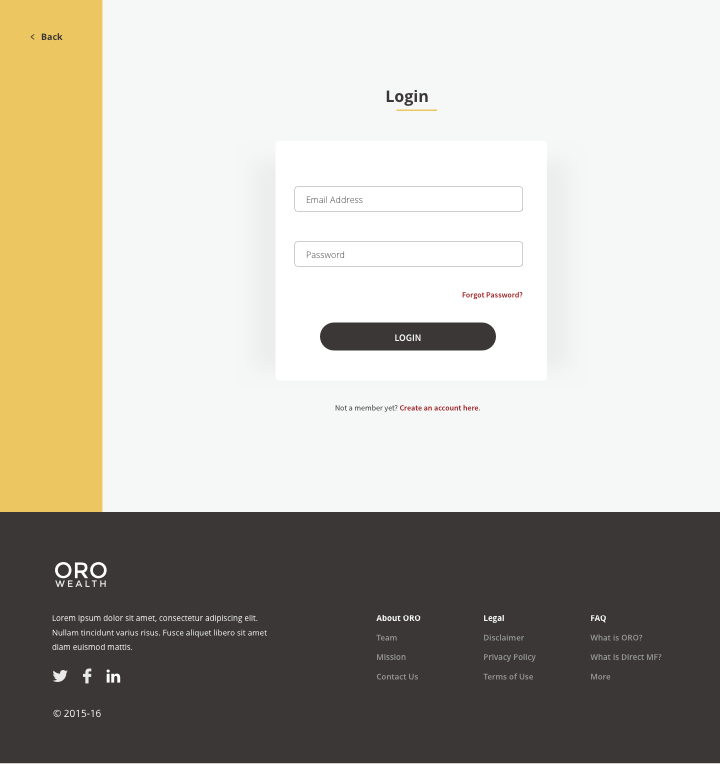 Back
Login
Email Address
Password
Forgot Password?
LOGIN
Not a member yet? Create an account here.
ORO
WEALTH
Lorem ipsum dolor sit amet, consectetur adipiscing elit.
Nullam tincidunt varius risus. Fusce aliquet libero sit amet
diam euismod mattis.
© 2015-16
About ORO
Team
Mission
Contact Us
Legal
Disclaimer
Privacy Policy
Terms of Use
FAQ
What is ORO?
What is Direct MF?
More